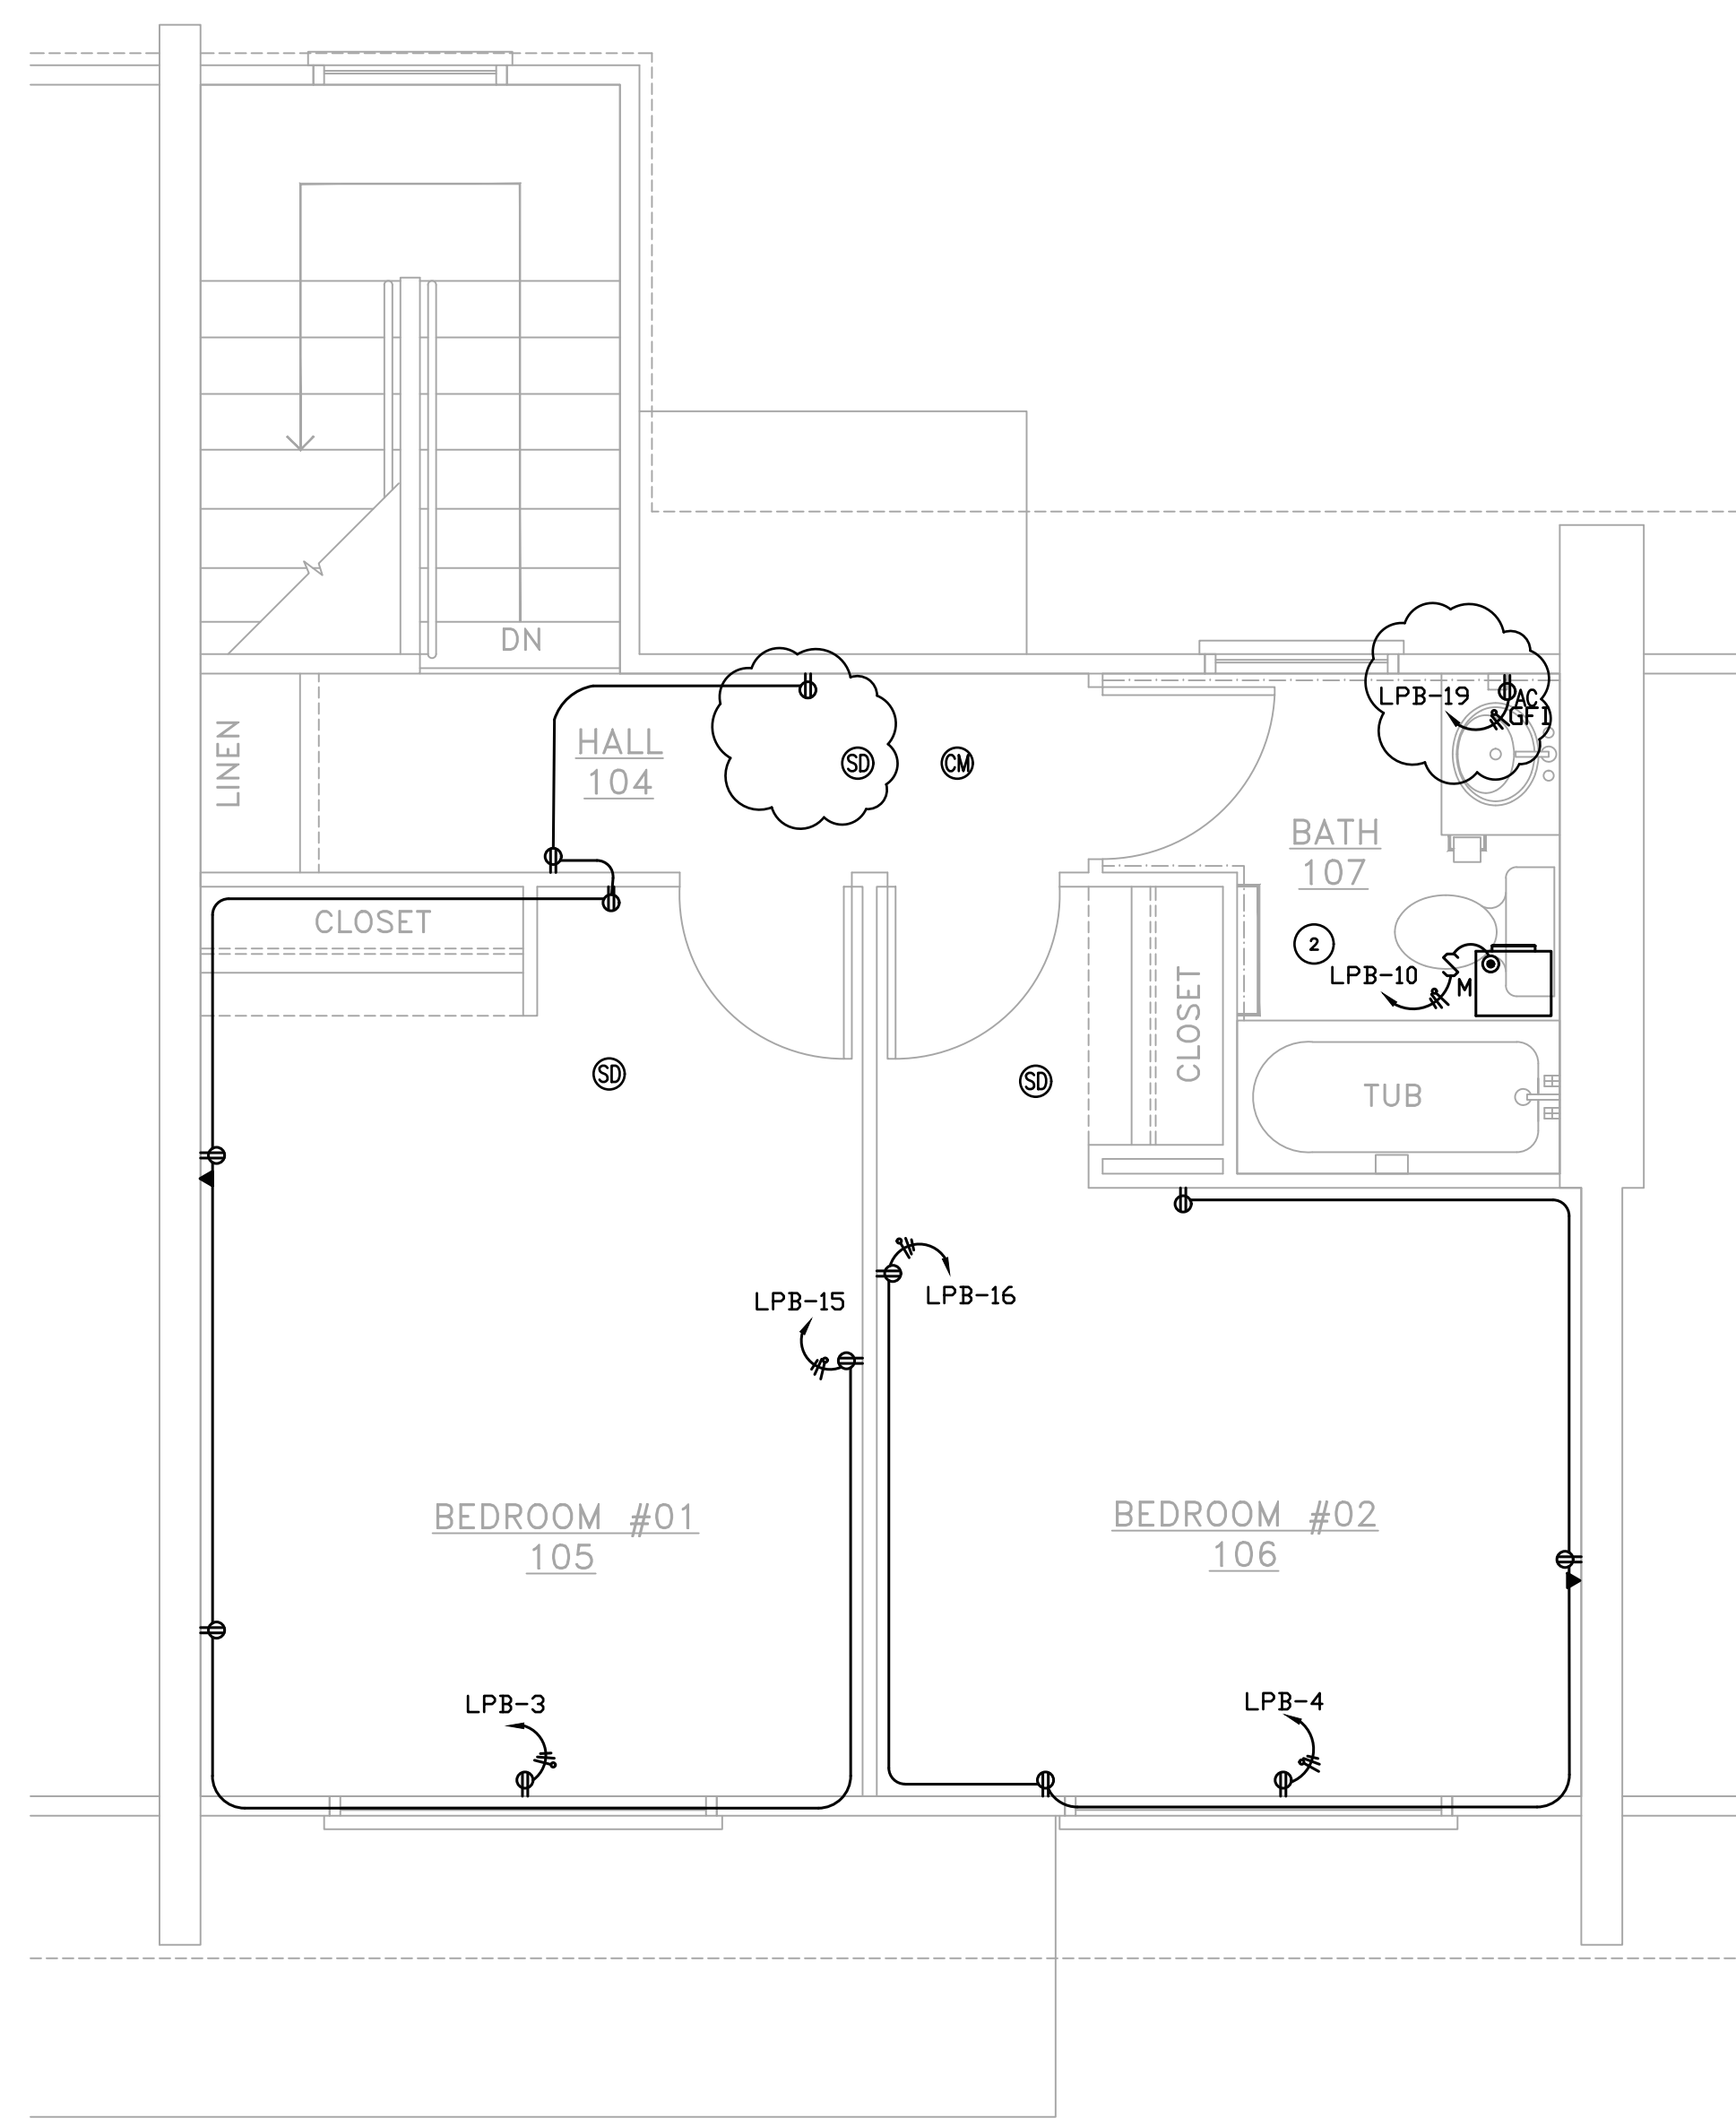 DN
LINEN
HALL
104
SD
CM
LPB-19
AC
GFI
BATH
107
CLOSET
2
LPB-10
M
CLOSET
SD
SD
TUB
LPB-15
LPB-16
BEDROOM #01
105
BEDROOM #02
106
LPB-3
LPB-4